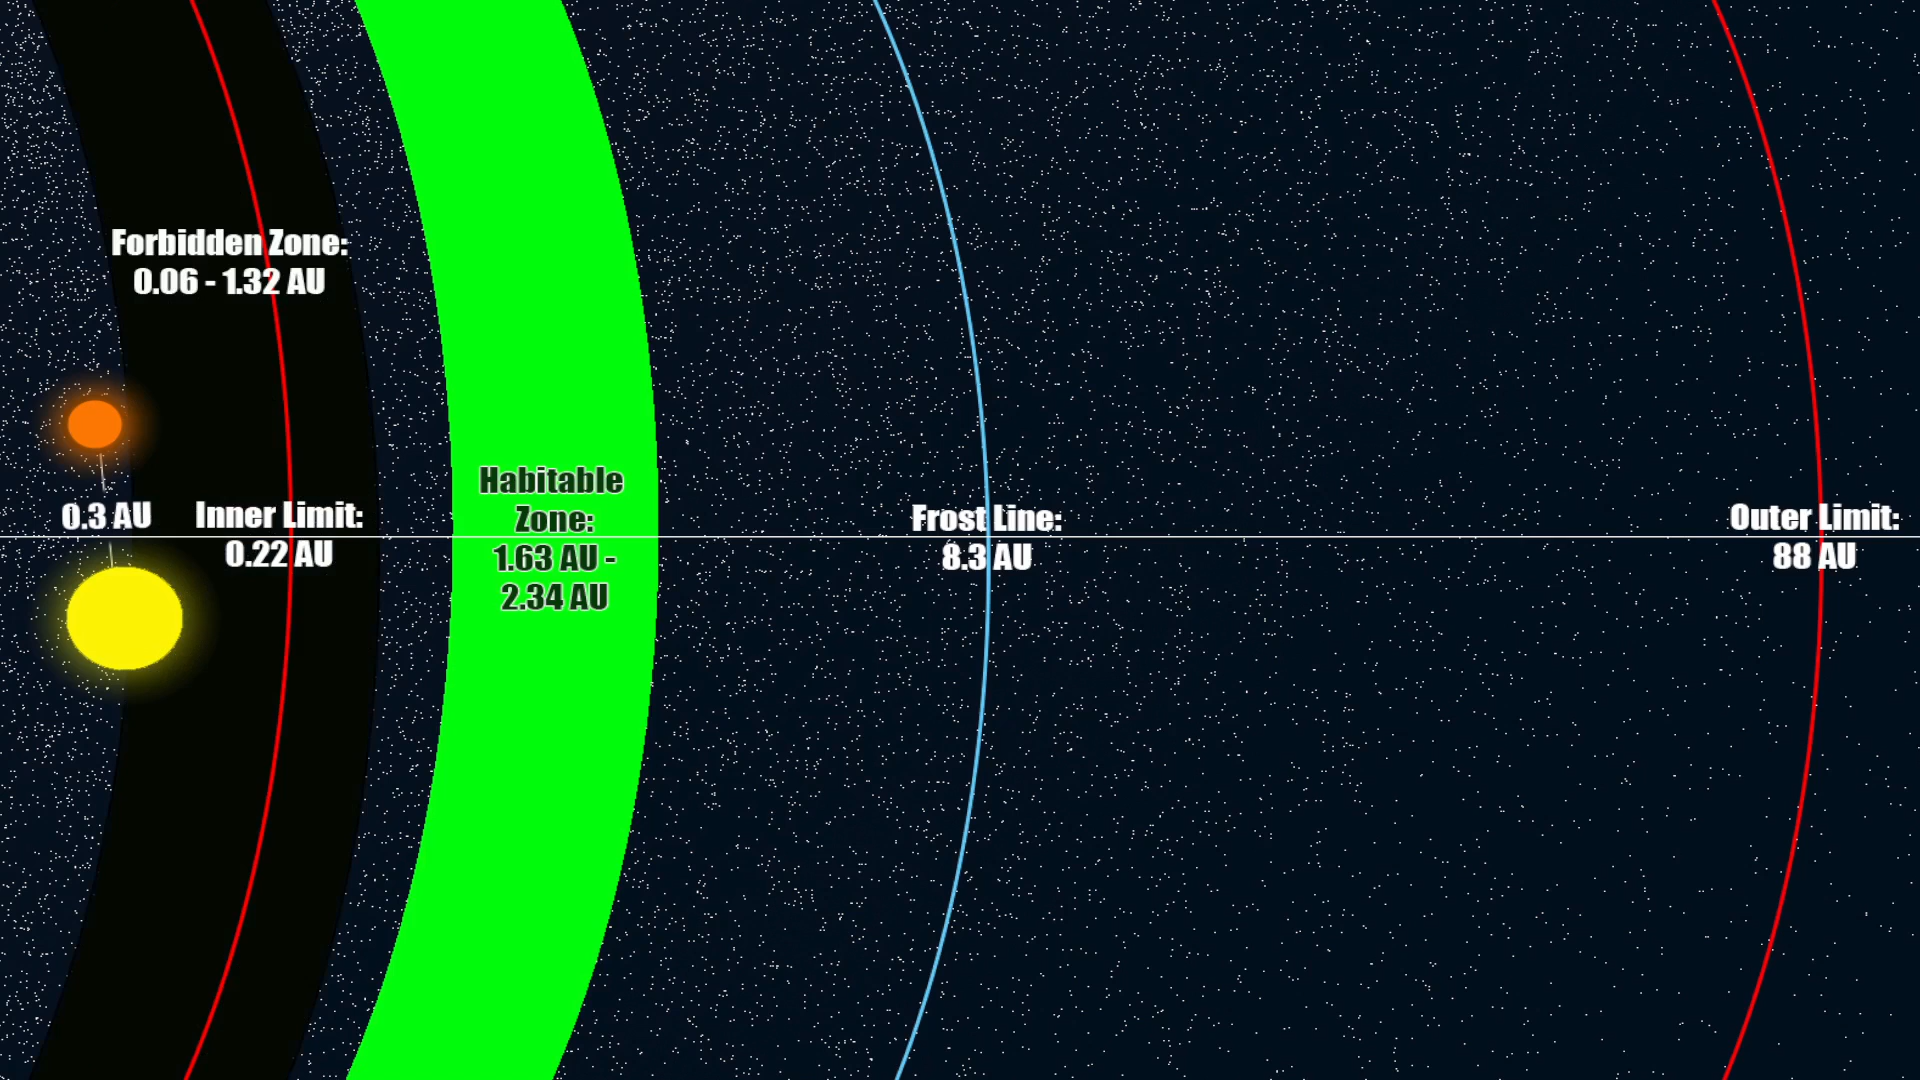 Forbidden Zone:
0.06 - 1.32 AU
0.3 AU
Inner Limit:
0.22 AU
Habitable
Zone:
1.63 AU -
2.34 AU
Frost Line:
8.3 AU
Outer Limit:
88 AU